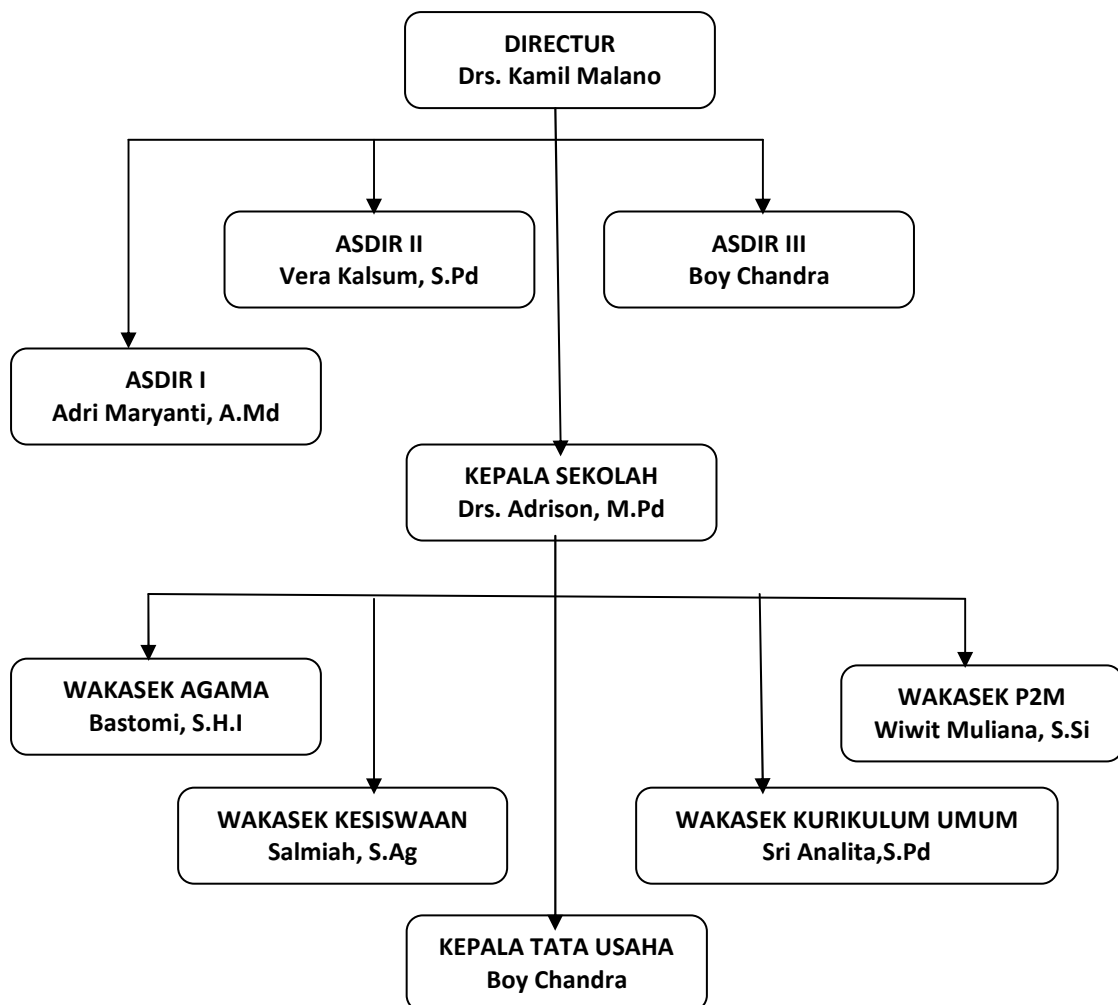 DIRECTUR
Drs. Kamil Malano
ASDIR II
Vera Kalsum, S.Pd
ASDIR III
Boy Chandra
ASDIR I
Adri Maryanti, A.Md
KEPALA SEKOLAH
Drs. Adrison, M.Pd
WAKASEK AGAMA
Bastomi, S.H.I
WAKASEK P2M
Wiwit Muliana, S.Si
WAKASEK KESISWAAN
Salmiah, S.Ag
WAKASEK KURIKULUM UMUM
Sri Analita,S.Pd
KEPALA TATA USAHA
Boy Chandra